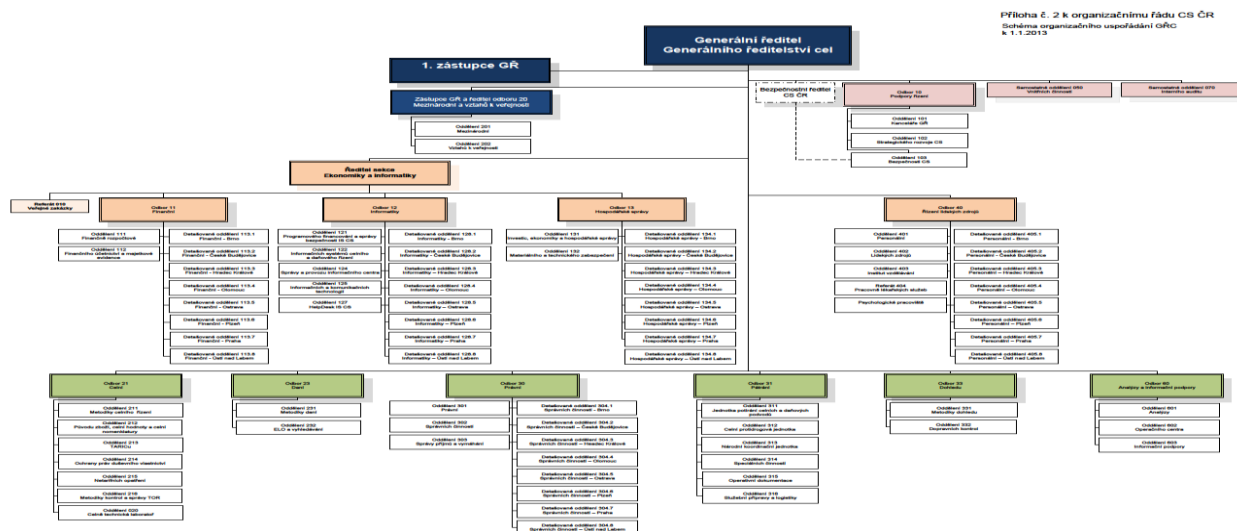 Příloha č. 2 k organizačnímu řádu CS ČR
Schéma organizačního uspořádání GŘC
k 1.1.2013
Generální ředitel
Generálního ředitelství cel
1. zástupce GŘ
Zástupce GŘ a ředitel odboru 20
Mezinárodní a vztahů k veřejnosti
Oddělení 201
Mezinárodní
Oddělení 202
Vztahů k veřejnosti
Bezpečnostní ředitel
CS ČR
Odbor 10
Podpory řízení
Samostatné oddělení 050
Vnitřních činností
Samostatné oddělení 070
Interního auditu
Oddělení 101
Kanceláře GŘ
Oddělení 102
Strategického rozvoje CS
Oddělení 103
Bezpečnosti CS
Ředitel sekce
Ekonomiky a informatiky
Referát 010
Veřejné zakázky
Odbor 11
Finanční
Oddělení 111
Finančně rozpočtové
Oddělení 112
Finančního účetnictví a majetkové
evidence
Detašované oddělení 113.1
Finanční - Brno
Detašované oddělení 113.2
Finanční - České Budějovice
Detašované oddělení 113.3
Finanční - Hradec Králové
Detašované oddělení 113.4
Finanční - Olomouc
Detašované oddělení 113.5
Finanční - Ostrava
Detašované oddělení 113.6
Finanční - Plzeň
Detašované oddělení 113.7
Finanční - Praha
Detašované oddělení 113.8
Finanční - Ústí nad Labem
Odbor 12
Informatiky
Oddělení 121
Programového financování a správy
bezpečnosti IS CS
Oddělení
Informačních systémů celního
a daňového řízení
Oddělení 124
Správy a provozu informačního centra
Oddělení
Informačních a komunikačních
technologií
Oddělení 127
HelpDesk IS CS
Detašované oddělení 126.1
Informatiky - Brno
Detašované oddělení 126.2
Informatiky - České Budějovice
Detašované oddělení 126.3
Informatiky – Hradec Králové
Detašované oddělení 126.4
Informatiky – Olomouc
Detašované oddělení 126.5
Informatiky – Ostrava
Detašované oddělení 126.6
Informatiky – Plzeň
Detašované oddělení 126.7
Informatiky – Praha
Detašované oddělení 126.8
Informatiky – Ústí nad Labem
Odbor 13
Hospodářské správy
Oddělení 131
Investic, ekonomiky a hospodářské správy
Oddělení 132
Materiálního a technického zabezpečení
Detašované oddělení 134.1
Hospodářské správy - Brno
Detašované oddělení 134.2
Hospodářské správy - České Budějovice
Detašované oddělení 134.3
Hospodářské správy – Hradec Králové
Detašované oddělení 134.4
Hospodářské správy – Olomouc
Detašované oddělení 134.5
Hospodářské správy – Ostrava
Detašované oddělení 134.6
Hospodářské správy – Plzeň
Detašované oddělení 134.7
Hospodářské správy – Praha
Detašované oddělení 134.8
Hospodářské správy – Ústí nad Labem
Odbor 40
Řízení lidských zdrojů
Oddělení 401
Personální
Oddělení 402
Lidských zdrojů
Oddělení 403
Institut vzdělávání
Referát 404
Pracovně lékařských služeb
Psychologické pracoviště
Detašované oddělení 405.1
Personální - Brno
Detašované oddělení 405.2
Personální - České Budějovice
Detašované oddělení 405.3
Personální – Hradec Králové
Detašované oddělení 405.4
Personální – Olomouc
Detašované oddělení 405.5
Personální – Ostrava
Detašované oddělení 405.6
Personální – Plzeň
Detašované oddělení 405.7
Personální – Praha
Detašované oddělení 405.8
Personální – Ústí nad Labem
Odbor 21
Celní
Oddělení 211
Metodiky celního řízení
Oddělení 212
Původu zboží, celní hodnoty a celní
nomenklatury
Oddělení 213
TARICu
Oddělení 214
Ochrany práv duševního vlastnictví
Oddělení 215
Netarifních opatření
Oddělení 216
Metodiky kontrol a správy TDR
Oddělení 020
Celně technická laboratoř
Odbor 23
Daní
Oddělení 231
Metodiky daní
Oddělení 232
ELO a vyhledávání
Odbor 30
Právní
Oddělení 301
Právní
Oddělení 302
Správních činností
Oddělení 303
Správy příjmů a vymáhání
Detašované oddělení 304.1
Správních činností - Brno
Detašované oddělení 304.2
Správních činností – České Budějovice
Detašované oddělení 304.3
Správních činností – Hradec Králové
Detašované oddělení 304.4
Správních činností – Olomouc
Detašované oddělení 304.5
Správních činností – Ostrava
Detašované oddělení 304.6
Správních činností – Plzeň
Detašované oddělení 304.7
Správních činností – Praha
Detašované oddělení 304.8
Správních činností – Ústí nad Labem
Odbor 31
Pátrání
Oddělení 311
Jednotka potírání celních a daňových
podvodů
Oddělení 312
Celní protidrogová jednotka
Oddělení 313
Národní koordinační jednotka
Oddělení 314
Speciálních činností
Oddělení 315
Operativní dokumentace
Oddělení 316
Služební přípravy a logistiky
Odbor 33
Dohledu
Oddělení 331
Metodiky dohledu
Oddělení 332
Dopravních kontrol
Odbor 60
Analýzy a informační podpory
Oddělení 601
Analýzy
Oddělení 602
Operačního centra
Oddělení 603
Informační podpory